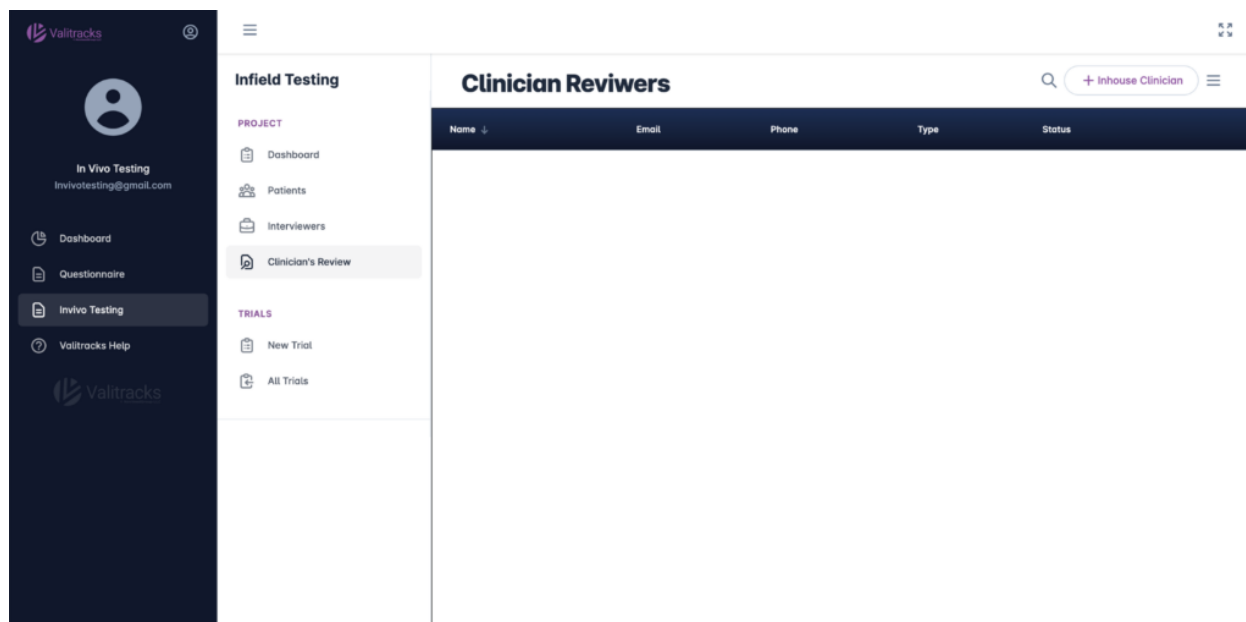 Valitracks
In Vivo Testing
Invivotesting@gmail.com
Dashboard
Questionnaire
Invivo Testing
Valitracks Help
Valitracks
Infield Testing
PROJECT
Dashboard
Patients
Interviewers
Clinician's Review
TRIALS
New Trial
All Trials
Clinician Reviwers
+ Inhouse Clinician
Name ↓ Email Phone Type Status